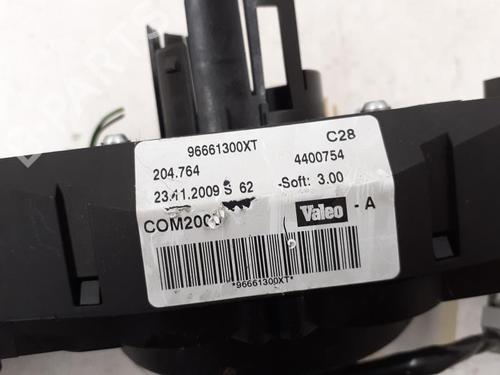 96661300XT C28
204.764 4400754
23.11.2009 S 62 -Soft: 3.00
COM200 Valeo - A
*96661300XT*